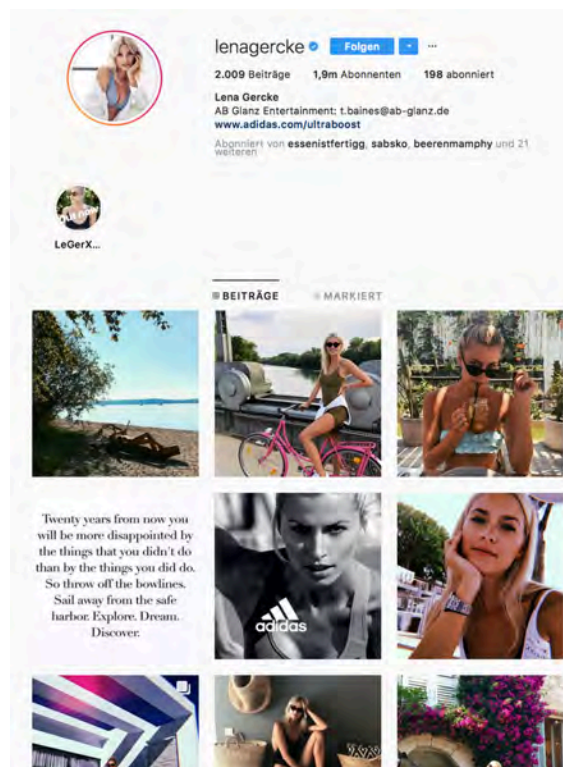 lenagercke Folgen
2.009 Beiträge 1,9m Abonnenten 198 abonniert
Lena Gercke
AB Glanz Entertainment: t.baines@ab-glanz.de
www.adidas.com/ultraboost
Abonniert von essenistfertigg, sabsko, beerenmamphy und 21
weiteren
out now
LeGerX...
BEITRÄGE MARKIERT
Twenty years from now you
will be more disappointed by
the things that you didn't do
than by the things you did do.
So throw off the bowlines.
Sail away from the safe
harbor. Explore. Dream.
Discover.
adidas